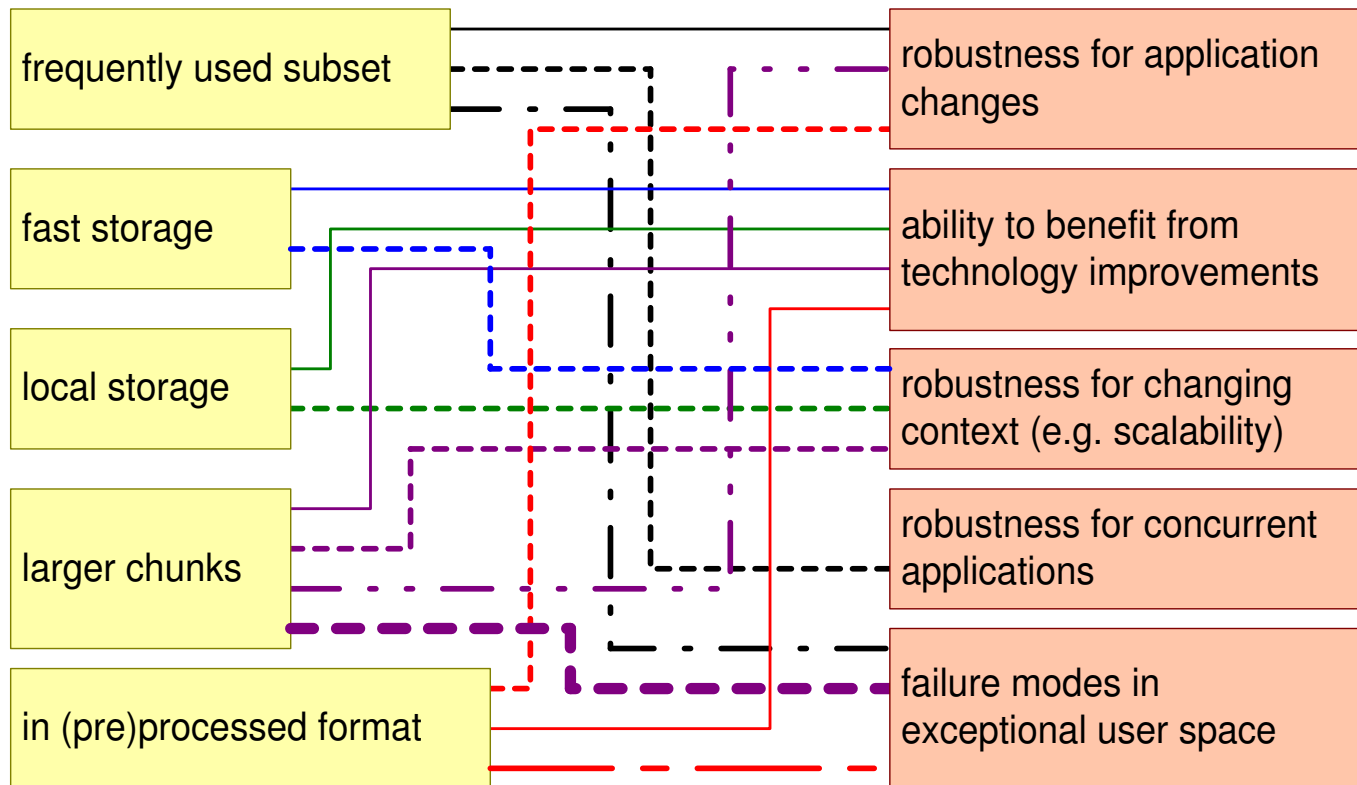 frequently used subset
fast storage
local storage
larger chunks
in (pre)processed format
robustness for application
changes
ability to benefit from
technology improvements
robustness for changing
context (e.g. scalability)
robustness for concurrent
applications
failure modes in
exceptional user space